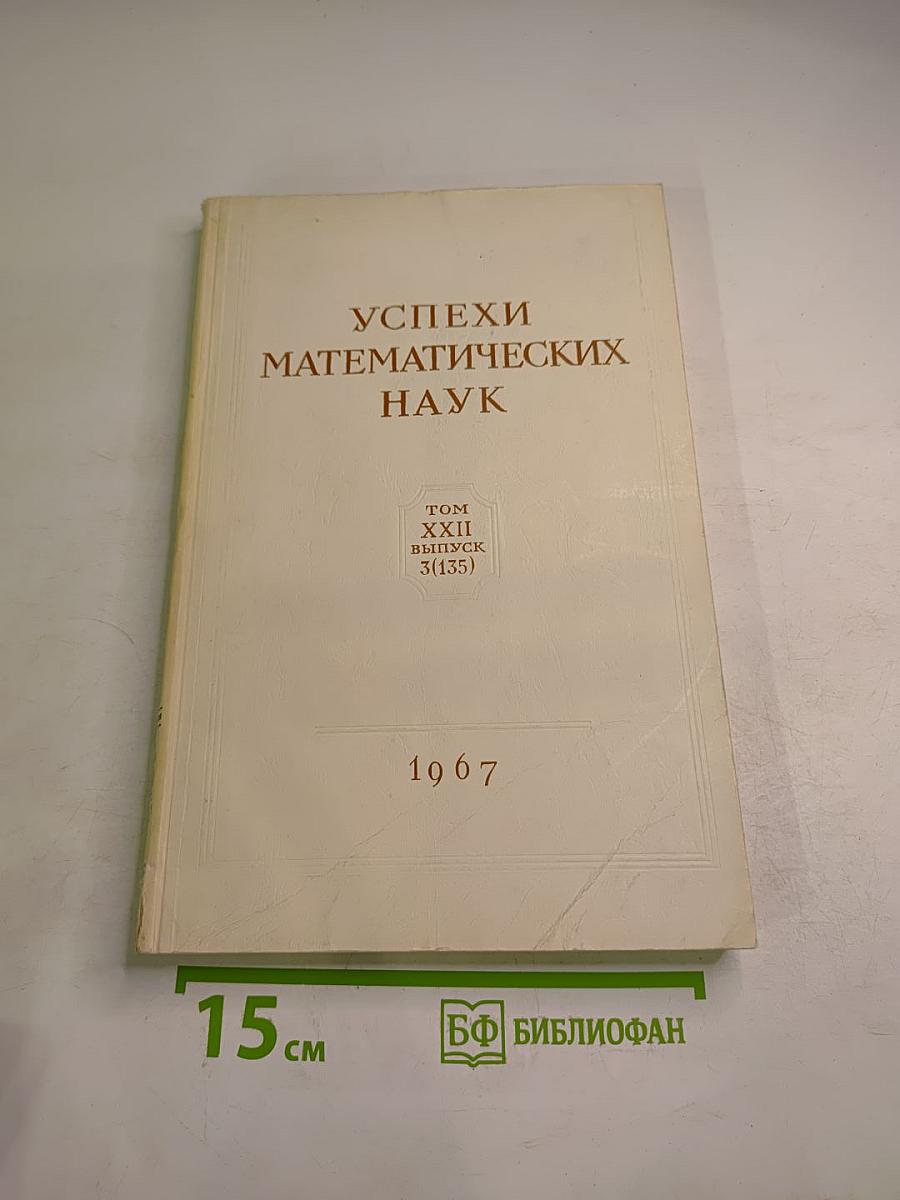 УСПЕХИ
МАТЕМАТИЧЕСКИХ
НАУК
ТОМ
XXII
ВЫПУСК
3(135)
1967
15 см
БФ БИБЛИОФАН